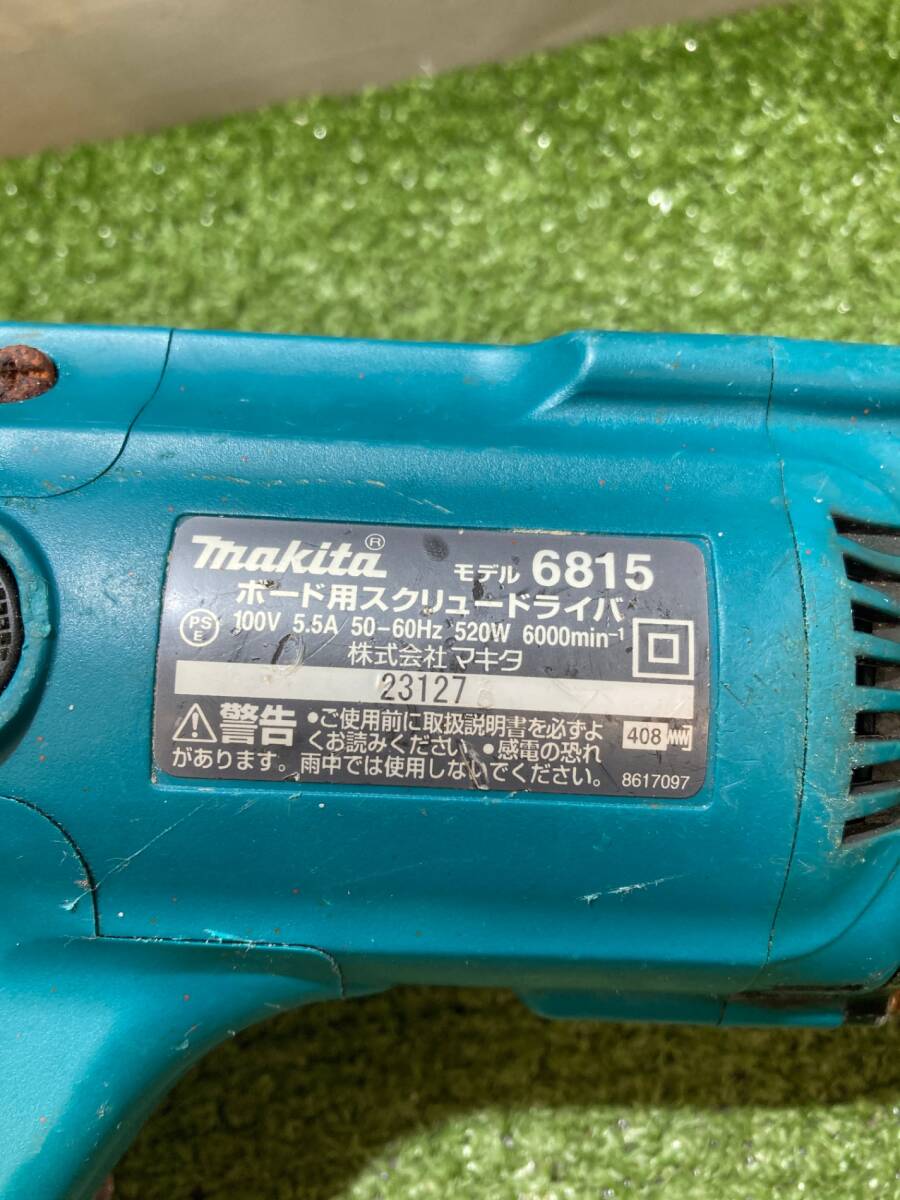 makita®
モデル 6815
ボード用スクリュードライバ
PSE 100V 5.5A 50-60Hz 520W 6000min⁻¹
株式会社マキタ
23127
警告 •ご使用前に取扱説明書を必ずよ
くお読みください。•感電の恐れ
があります。雨中では使用しないでください。
408
8617097